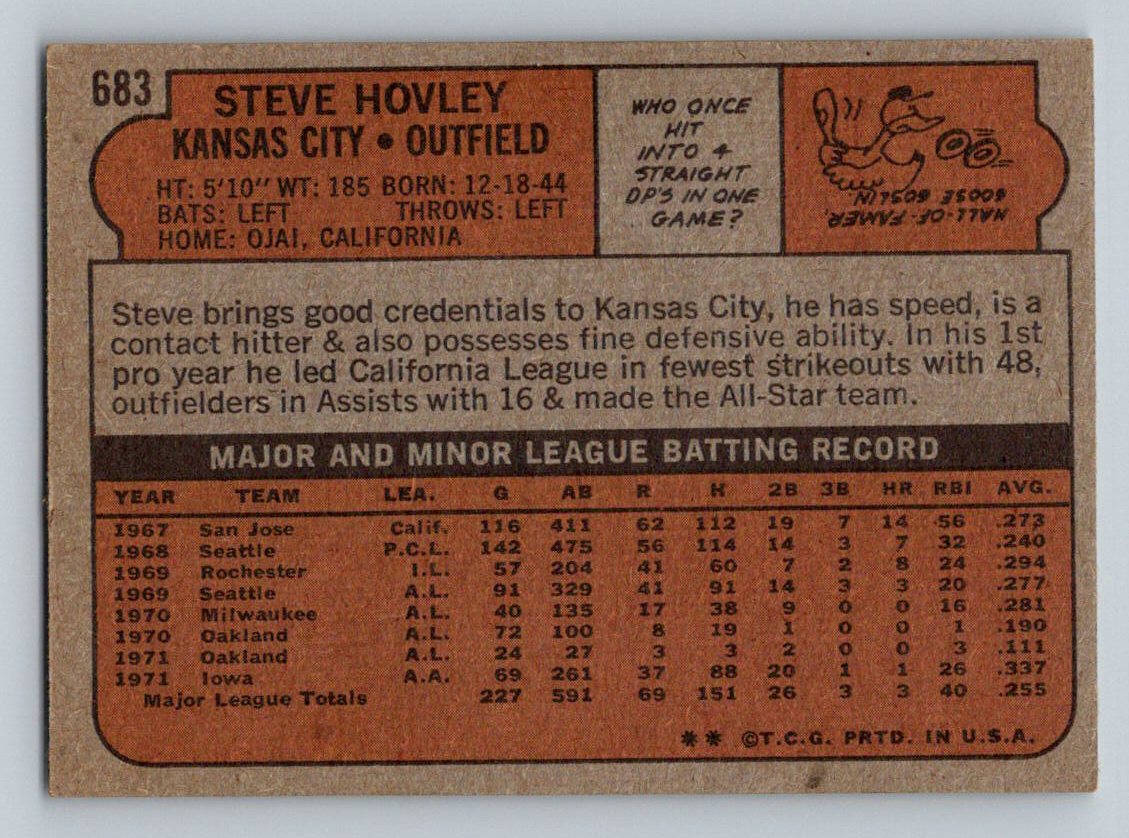 683
STEVE HOVLEY
KANSAS CITY • OUTFIELD
HT: 5'10" WT: 185 BORN: 12-18-44
BATS: LEFT THROWS: LEFT
HOME: OJAI, CALIFORNIA
WHO ONCE
HIT
INTO 4
STRAIGHT
DP'S IN ONE
GAME?
HALL-OF-FAMER
GOOSE GOSLIN
Steve brings good credentials to Kansas City, he has speed, is a
contact hitter & also possesses fine defensive ability. In his 1st
pro year he led California League in fewest strikeouts with 48,
outfielders in Assists with 16 & made the All-Star team.
MAJOR AND MINOR LEAGUE BATTING RECORD
YEAR TEAM LEA. G AB R H 2B 3B HR RBI AVG.
1967 San Jose Calif. 116 411 62 112 19 7 14 56 .273
1968 Seattle P.C.L. 142 475 56 114 14 3 7 32 .240
1969 Rochester I.L. 57 204 41 60 7 2 8 24 .294
1969 Seattle A.L. 91 329 41 91 14 3 3 20 .277
1970 Milwaukee A.L. 40 135 17 38 9 0 0 16 .281
1970 Oakland A.L. 72 100 8 19 1 0 0 1 .190
1971 Oakland A.L. 24 27 3 3 2 0 0 3 .111
1971 Iowa A.A. 69 261 37 88 20 1 1 26 .337
Major League Totals 227 591 69 151 26 3 3 40 .255
** ©T.C.G. PRTD. IN U.S.A.